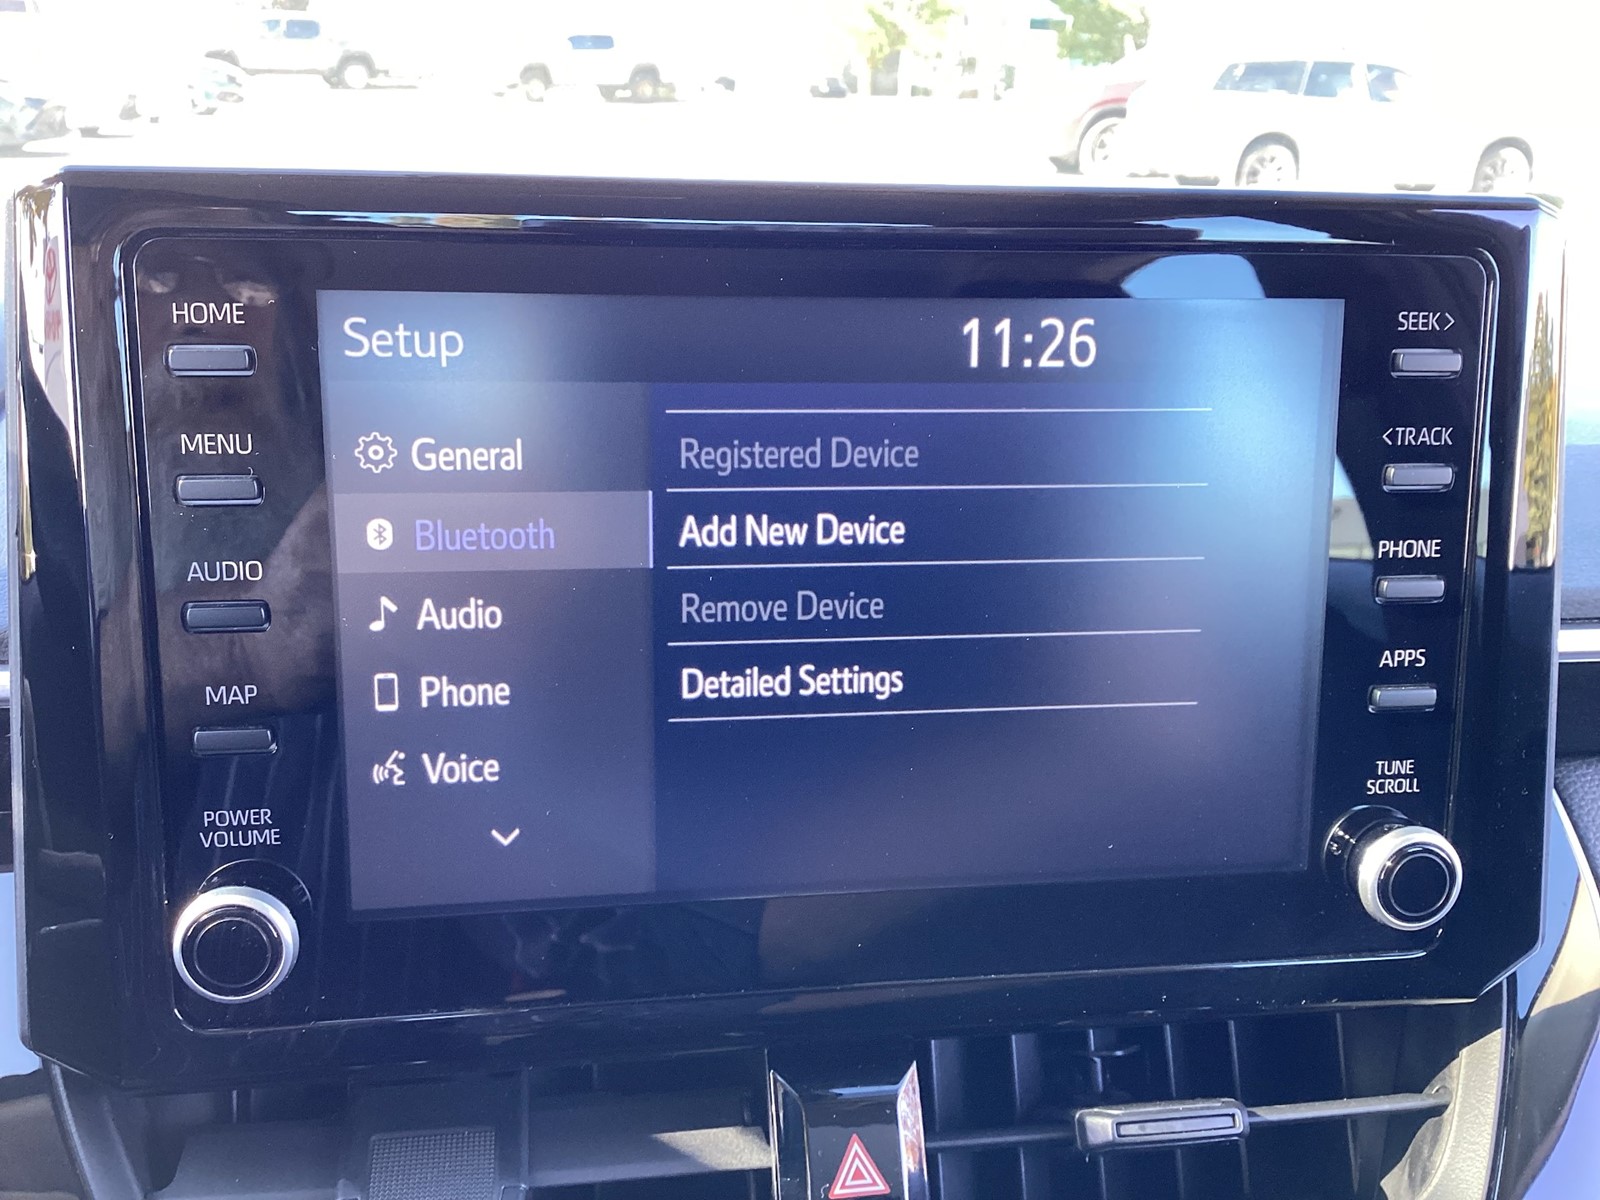 HOME
MENU
AUDIO
MAP
POWER
VOLUME
Setup
11:26
General
Bluetooth
Audio
Phone
Voice
Registered Device
Add New Device
Remove Device
Detailed Settings
SEEK>
<TRACK
PHONE
APPS
TUNE
SCROLL